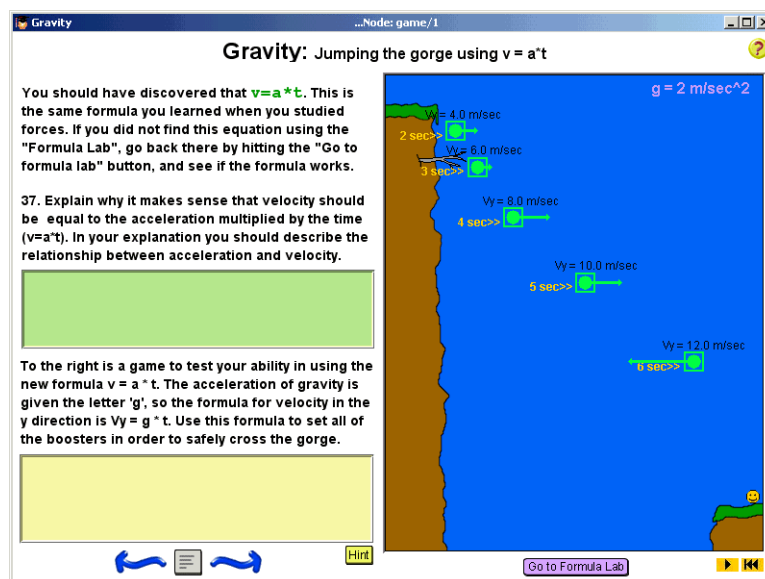 Gravity ...Node: game/1
Gravity: Jumping the gorge using v = a*t
?
You should have discovered that v=a*t. This is
the same formula you learned when you studied
forces. If you did not find this equation using the
"Formula Lab", go back there by hitting the "Go to
formula lab" button, and see if the formula works.
37. Explain why it makes sense that velocity should
be equal to the acceleration multiplied by the time
(v=a*t). In your explanation you should describe the
relationship between acceleration and velocity.
To the right is a game to test your ability in using the
new formula v = a * t. The acceleration of gravity is
given the letter 'g', so the formula for velocity in the
y direction is Vy = g * t. Use this formula to set all of
the boosters in order to safely cross the gorge.
Hint
g = 2 m/sec^2
Vy = 4.0 m/sec
2 sec>>
Vy = 6.0 m/sec
3 sec>>
Vy = 8.0 m/sec
4 sec>>
Vy = 10.0 m/sec
5 sec>>
Vy = 12.0 m/sec
6 sec>>
Go to Formula Lab